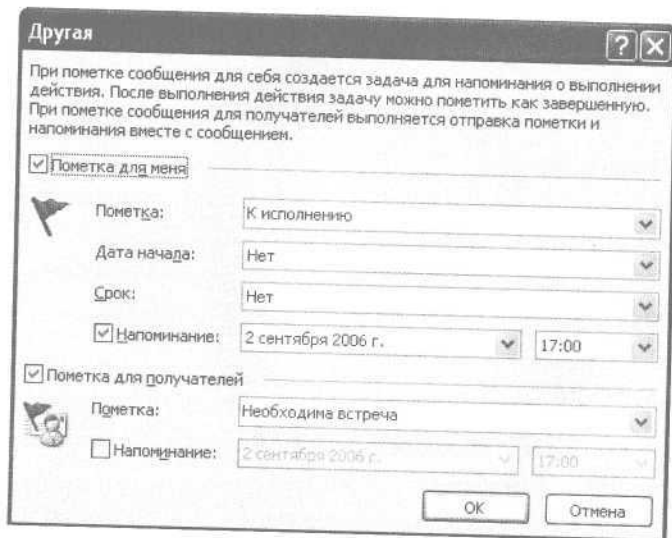 Другая
При пометке сообщения для себя создается задача для напоминания о выполнении
действия. После выполнения действия задачу можно пометить как завершенную.
При пометке сообщения для получателей выполняется отправка пометки и
напоминания вместе с сообщением.
Пометка для меня
Пометка: К исполнению
Дата начала: Нет
Срок: Нет
Напоминание: 2 сентября 2006 г. 17:00
Пометка для получателей
Пометка: Необходима встреча
Напоминание: 2 сентября 2006 г. 17:00
ОК Отмена